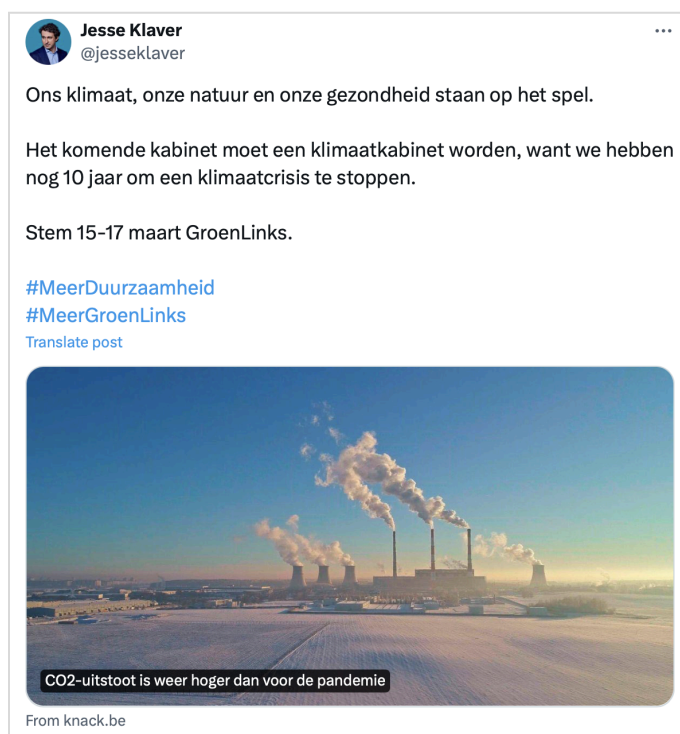 Jesse Klaver
@jesseklaver
Ons klimaat, onze natuur en onze gezondheid staan op het spel.
Het komende kabinet moet een klimaatkabinet worden, want we hebben
nog 10 jaar om een klimaatcrisis te stoppen.
Stem 15-17 maart GroenLinks.
#MeerDuurzaamheid
#MeerGroenLinks
Translate post
CO2-uitstoot is weer hoger dan voor de pandemie
From knack.be